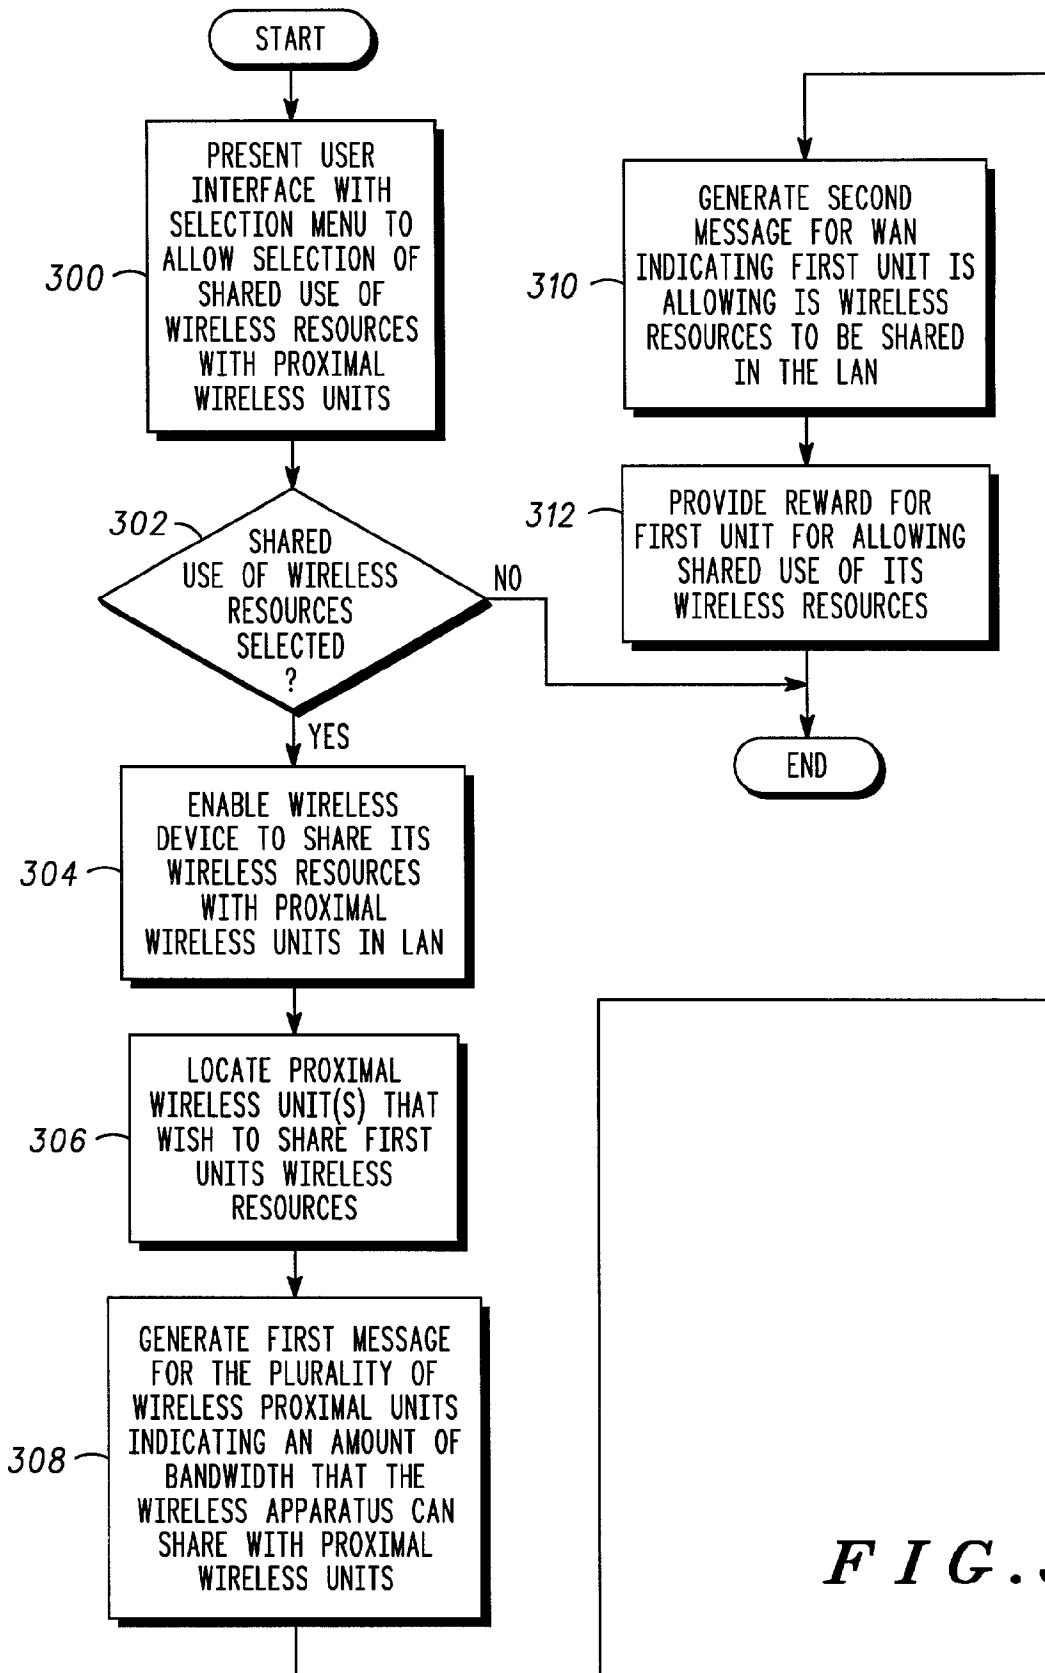 START
PRESENT USER
INTERFACE WITH
SELECTION MENU TO
ALLOW SELECTION OF
SHARED USE OF
WIRELESS RESOURCES
WITH PROXIMAL
WIRELESS UNITS
300
302
SHARED
USE OF WIRELESS
RESOURCES
SELECTED
?
NO
YES
ENABLE WIRELESS
DEVICE TO SHARE ITS
WIRELESS RESOURCES
WITH PROXIMAL
WIRELESS UNITS IN LAN
304
LOCATE PROXIMAL
WIRELESS UNIT(S) THAT
WISH TO SHARE FIRST
UNITS WIRELESS
RESOURCES
306
GENERATE FIRST MESSAGE
FOR THE PLURALITY OF
WIRELESS PROXIMAL UNITS
INDICATING AN AMOUNT OF
BANDWIDTH THAT THE
WIRELESS APPARATUS CAN
SHARE WITH PROXIMAL
WIRELESS UNITS
308
GENERATE SECOND
MESSAGE FOR WAN
INDICATING FIRST UNIT IS
ALLOWING IS WIRELESS
RESOURCES TO BE SHARED
IN THE LAN
310
PROVIDE REWARD FOR
FIRST UNIT FOR ALLOWING
SHARED USE OF ITS
WIRELESS RESOURCES
312
END
FIG.